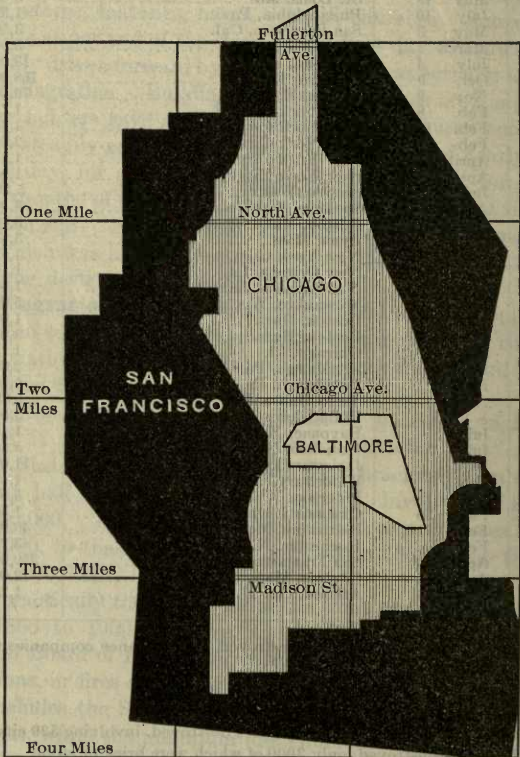 Fullerton
Ave.
One Mile
North Ave.
CHICAGO
SAN
FRANCISCO
Two
Miles
Chicago Ave.
BALTIMORE
Three Miles
Madison St.
Four Miles